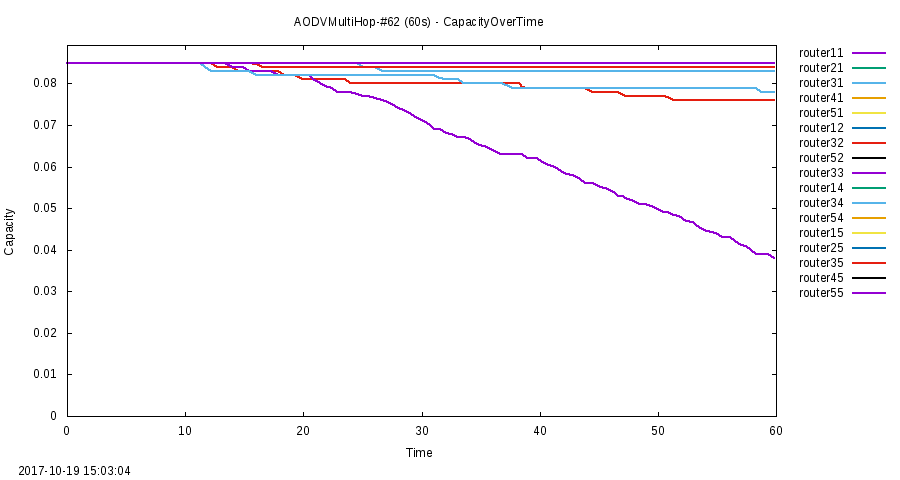 AODVMultiHop-#62 (60s) - CapacityOverTime
router11
router21
router31
router41
router51
router12
router32
router52
router33
router14
router34
router54
router15
router25
router35
router45
router55
Capacity
0.08
0.07
0.06
0.05
0.04
0.03
0.02
0.01
0
0 10 20 30 40 50 60
Time
2017-10-19 15:03:04